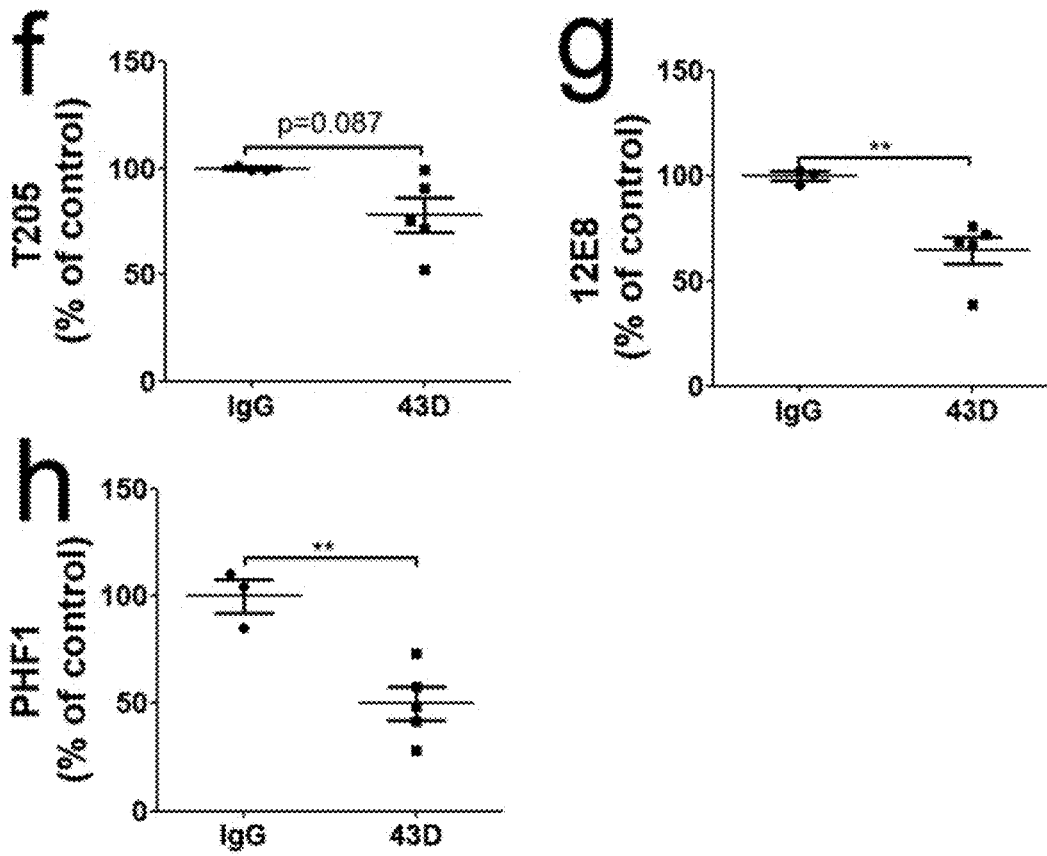 f
T205
(% of control)
150
100
50
0
p=0.087
IgG
43D
g
12E8
(% of control)
150
100
50
0
**
IgG
43D
h
PHF1
(% of control)
150
100
50
0
**
IgG
43D